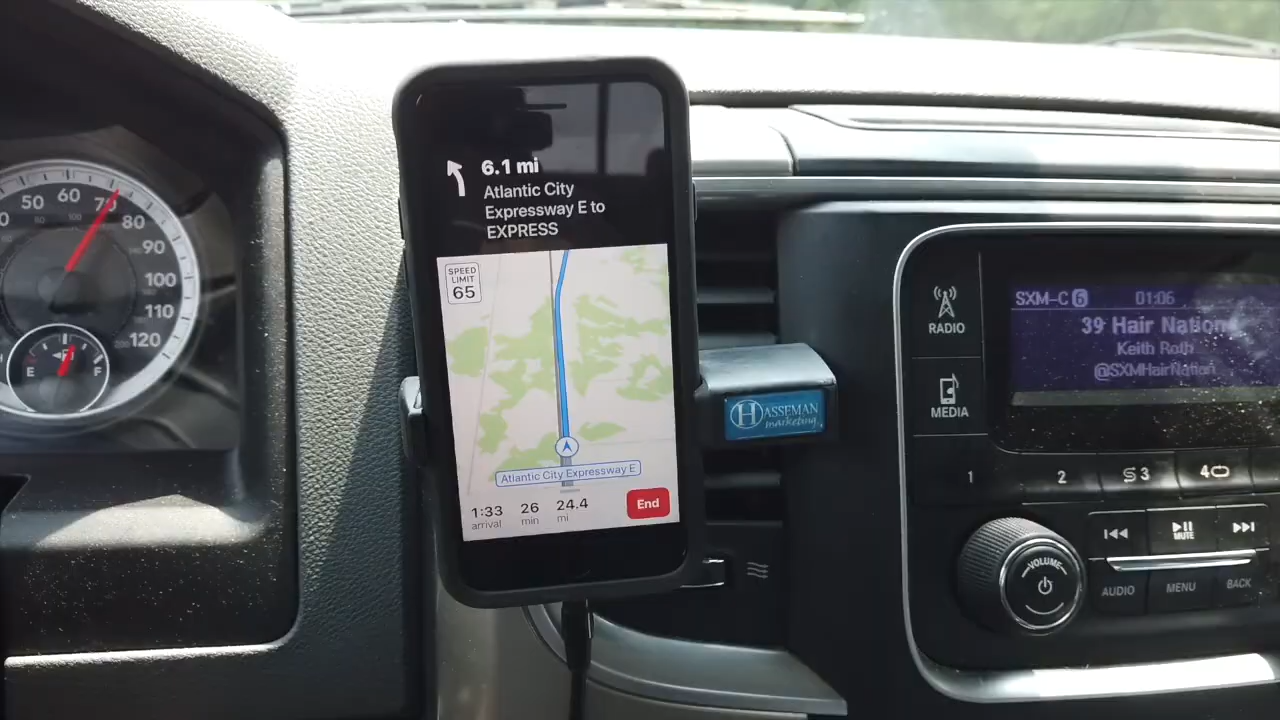 50
60
70
80
90
100
110
120
E
F
6.1 mi
Atlantic City
Expressway E to
EXPRESS
SPEED
LIMIT
65
Atlantic City Expressway E
1:33
arrival
26
min
24.4
mi
End
HASSEMAN
marketing
RADIO
MEDIA
SXM-C 6
01:06
39 Hair Nation
Keith Roth
@SXMHairNation
1
2
3
4
VOLUME
MUTE
AUDIO
MENU
BACK